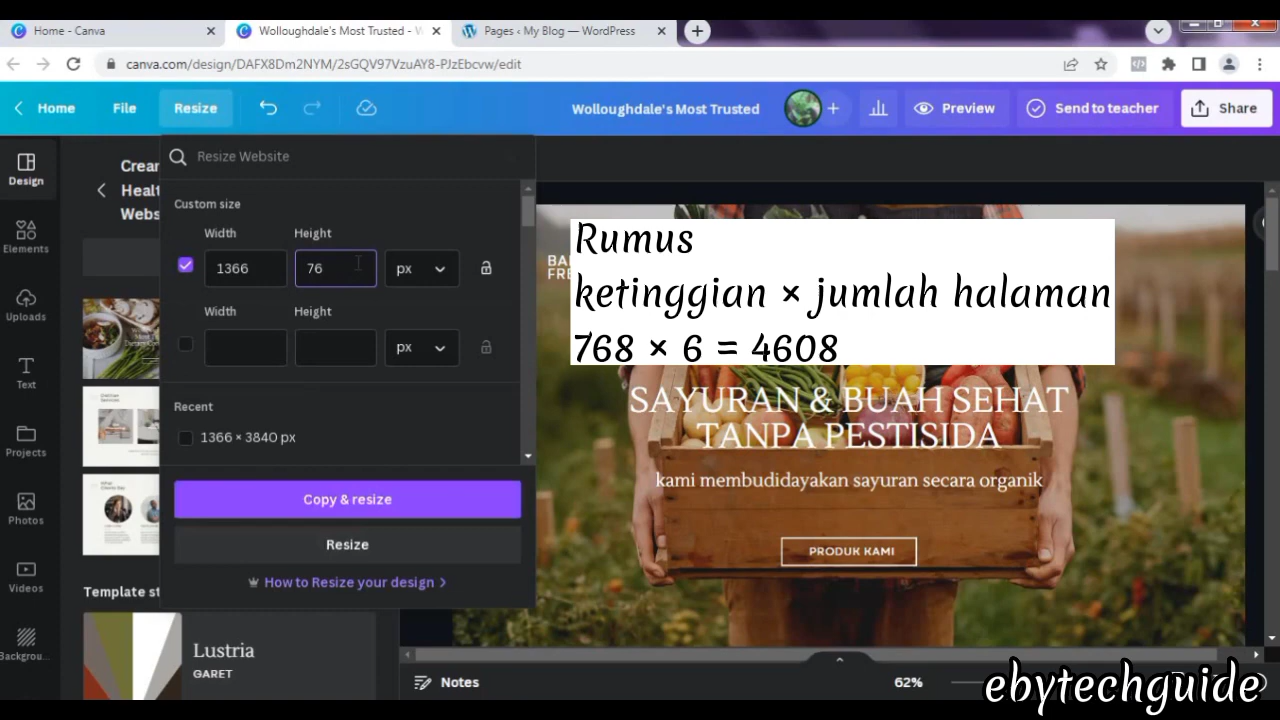 Home - Canva
Wolloughdale's Most Trusted - W
Pages ‹ My Blog — WordPress
canva.com/design/DAFX8Dm2NYM/2sGQV97VzuAY8-PJzEbcvw/edit
Home
File
Resize
Wolloughdale's Most Trusted
Preview
Send to teacher
Share
Design
Elements
Uploads
Text
Projects
Photos
Videos
Backgrou...
Crear
Healt
Webs
Template st
Lustria
GARET
Resize Website
Custom size
Width Height
1366 76 px
Width Height
px
Recent
1366 × 3840 px
Copy & resize
Resize
How to Resize your design
Rumus
ketinggian × jumlah halaman
768 × 6 = 4608
SAYURAN & BUAH SEHAT
TANPA PESTISIDA
kami membudidayakan sayuran secara organik
PRODUK KAMI
Notes
62%
ebytechguide